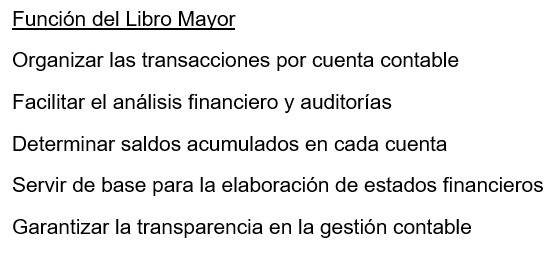 Función del Libro Mayor
Organizar las transacciones por cuenta contable
Facilitar el análisis financiero y auditorías
Determinar saldos acumulados en cada cuenta
Servir de base para la elaboración de estados financieros
Garantizar la transparencia en la gestión contable